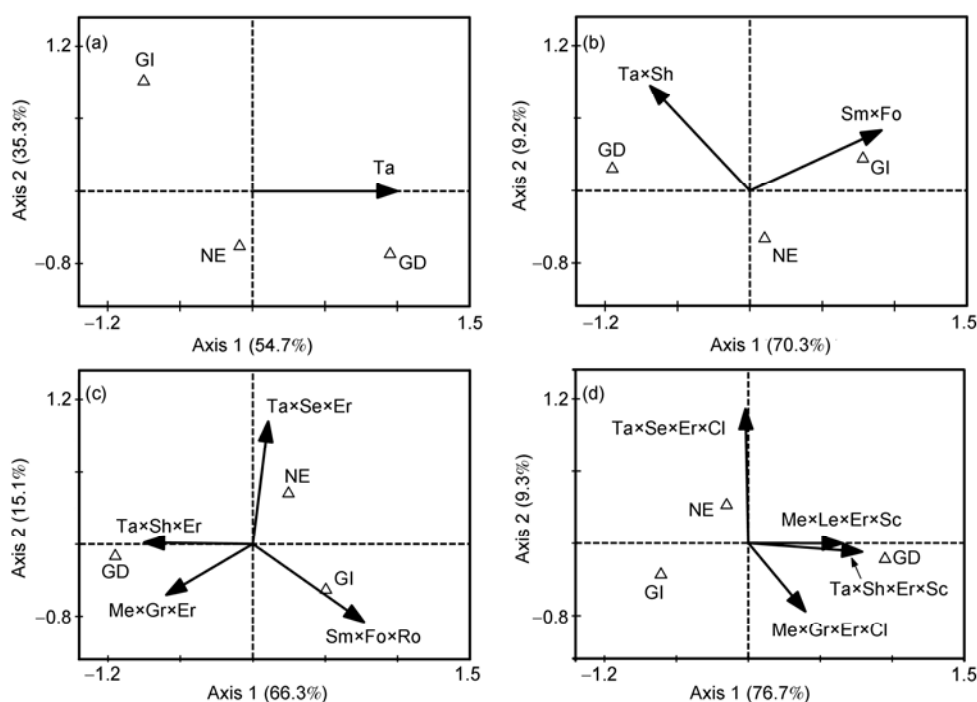 (a)
1.2
GI
Ta
NE
GD
−0.8
−1.2
1.5
Axis 1 (54.7%)
Axis 2 (35.3%)
(b)
1.2
Ta×Sh
Sm×Fo
GD
GI
NE
−0.8
−1.2
1.5
Axis 1 (70.3%)
Axis 2 (9.2%)
(c)
1.2
Ta×Se×Er
NE
Ta×Sh×Er
GD
GI
Me×Gr×Er
−0.8
Sm×Fo×Ro
−1.2
1.5
Axis 1 (66.3%)
Axis 2 (15.1%)
(d)
1.2
Ta×Se×Er×Cl
NE
Me×Le×Er×Sc
GD
GI
Ta×Sh×Er×Sc
−0.8
Me×Gr×Er×Cl
−1.2
1.5
Axis 1 (76.7%)
Axis 2 (9.3%)